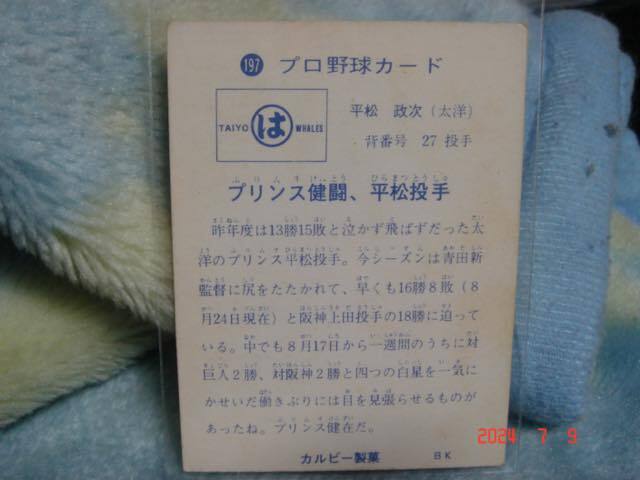 197 プロ野球カード
TAIYO は WHALES
平松 政次(太洋)
背番号 27 投手
プリンス健闘、平松投手
昨年度は13勝15敗と泣かず飛ばずだった太
洋のプリンス平松投手。今シーズンは青田新
監督に尻をたたかれて、早くも16勝8敗(8
月24日現在)と阪神上田投手の18勝に迫って
いる。中でも8月17日から一週間のうちに対
巨人2勝、対阪神2勝と四つの白星を一気に
かせいだ働きぶりには目を見張らせるものが
あったね。プリンス健在だ。
カルビー製菓 BK
2024 7 9